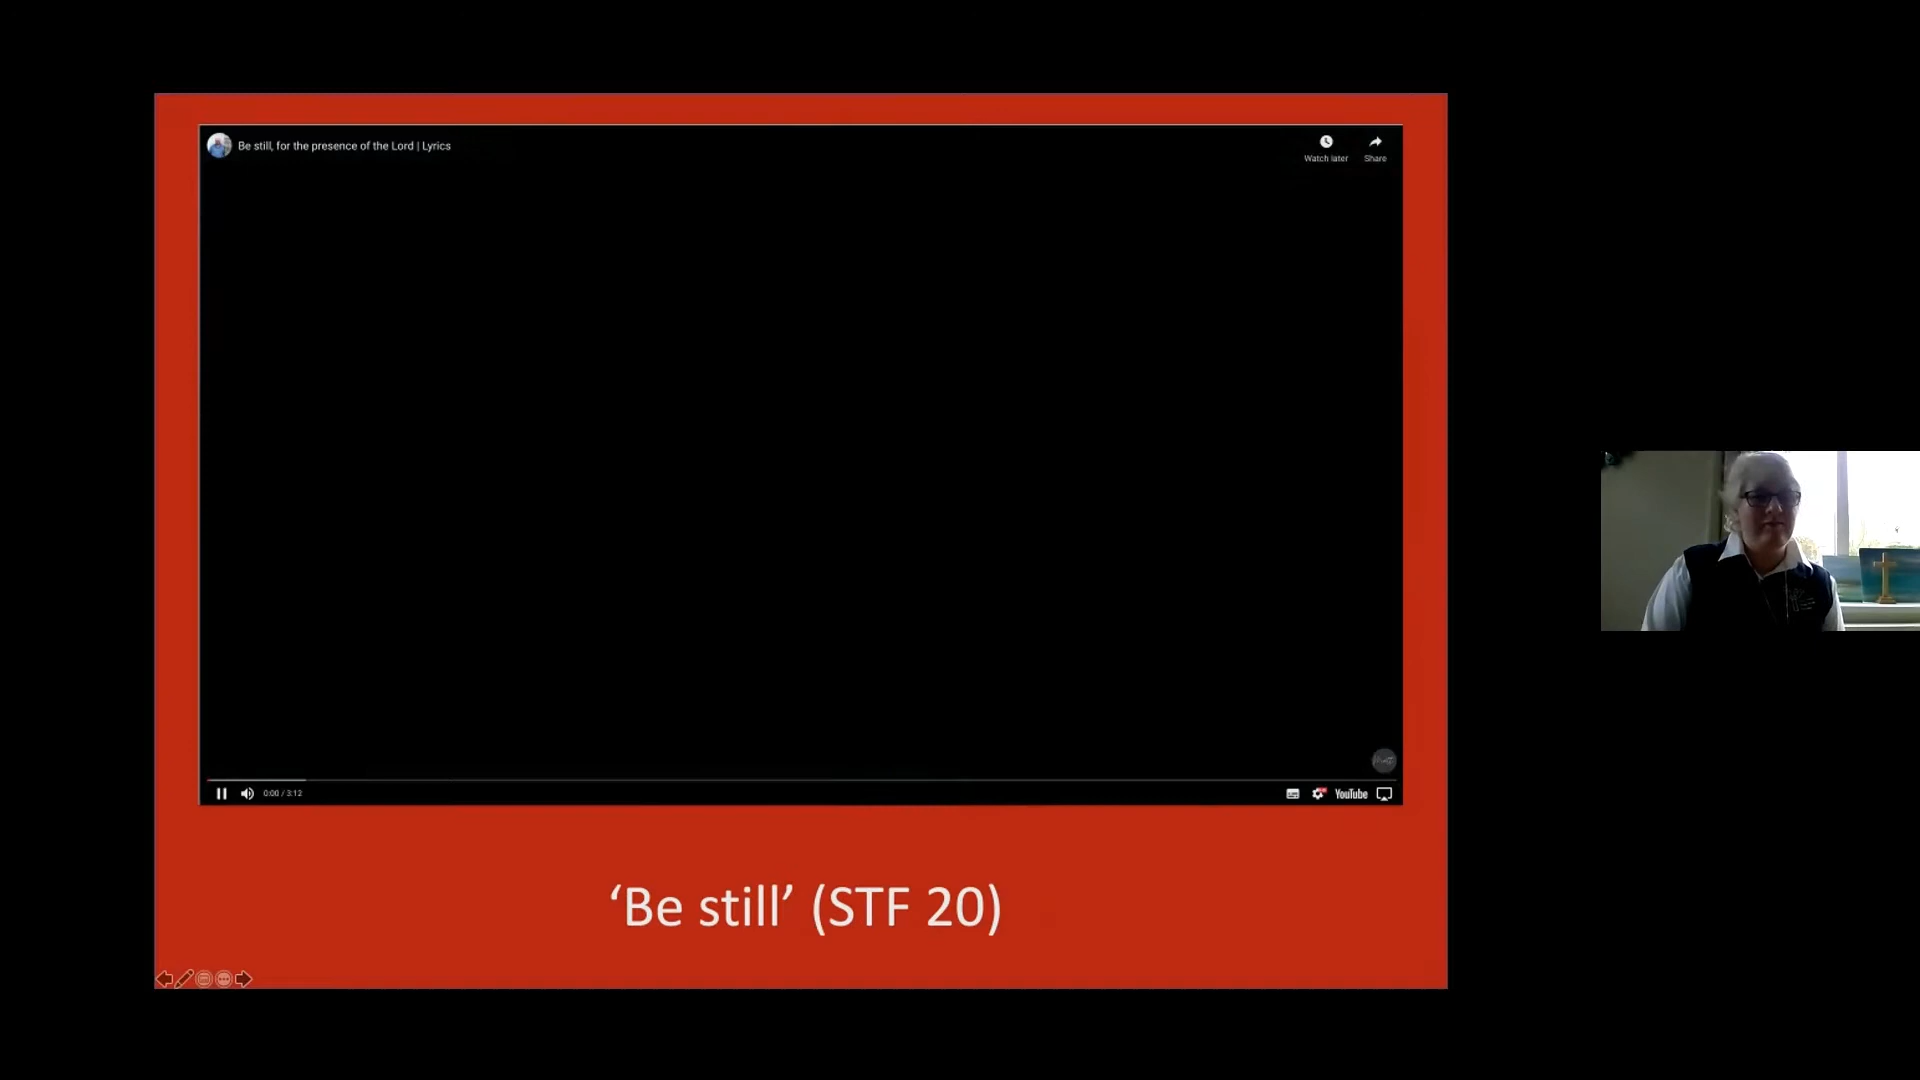 Be still, for the presence of the Lord | Lyrics
Watch later
Share
0:00 / 3:12
YouTube
‘Be still’ (STF 20)